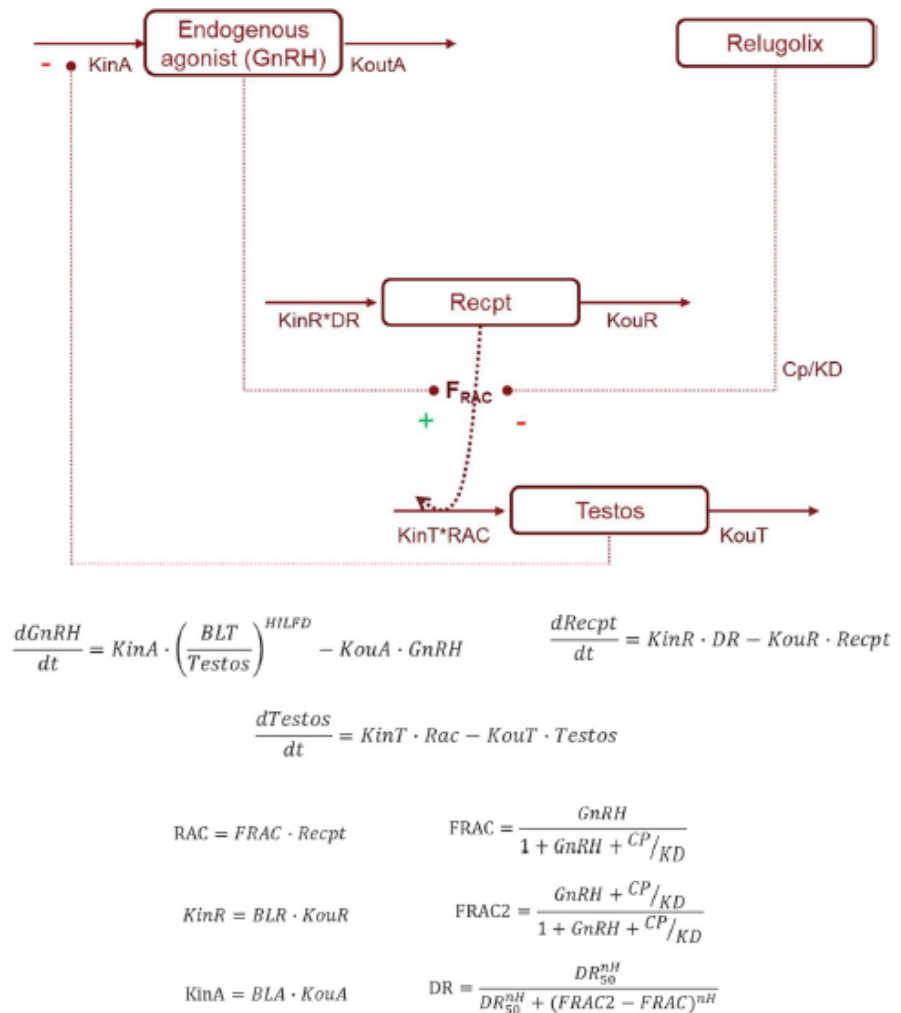 Endogenous
agonist (GnRH)
Relugolix
- KinA
KoutA
Recpt
KinR*DR
KouR
Cp/KD
FRAC
+ -
Testos
KinT*RAC
KouT
dGnRH/dt = KinA · (BLT/Testos)^HILFD − KouA · GnRH
dRecpt/dt = KinR · DR − KouR · Recpt
dTestos/dt = KinT · Rac − KouT · Testos
RAC = FRAC · Recpt
FRAC = GnRH/(1 + GnRH + CP/KD)
KinR = BLR · KouR
FRAC2 = (GnRH + CP/KD)/(1 + GnRH + CP/KD)
KinA = BLA · KouA
DR = DR50^nH/(DR50^nH + (FRAC2 − FRAC)^nH)